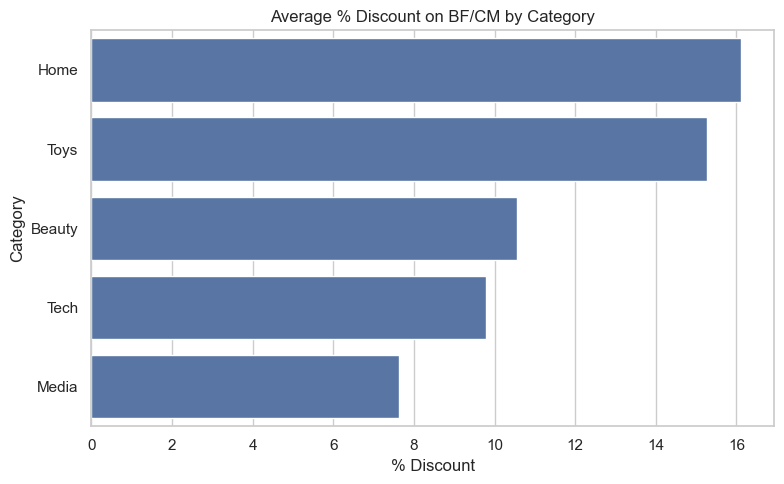 Average % Discount on BF/CM by Category
Home
Toys
Beauty
Tech
Media
Category
0 2 4 6 8 10 12 14 16
% Discount